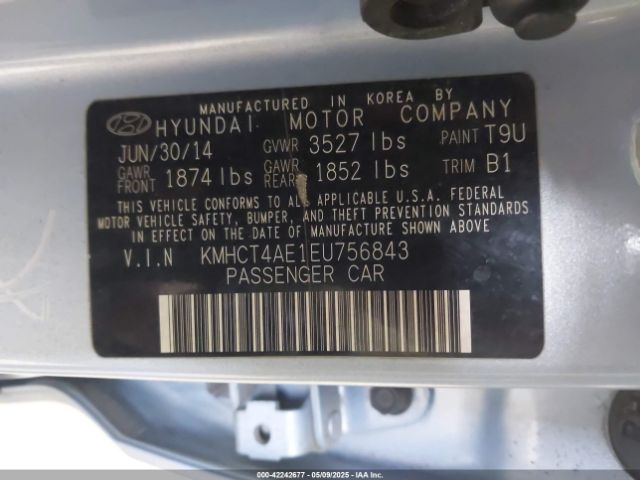 MANUFACTURED IN KOREA BY
HYUNDAI MOTOR COMPANY
JUN/30/14 GVWR 3527 lbs PAINT T9U
GAWR FRONT 1874 lbs GAWR REAR 1852 lbs TRIM B1
THIS VEHICLE CONFORMS TO ALL APPLICABLE U.S.A. FEDERAL
MOTOR VEHICLE SAFETY, BUMPER, AND THEFT PREVENTION STANDARDS
IN EFFECT ON THE DATE OF MANUFACTURE SHOWN ABOVE.
V.I.N KMHCT4AE1EU756843
PASSENGER CAR
000-42242677 - 05/09/2025 - IAA Inc.